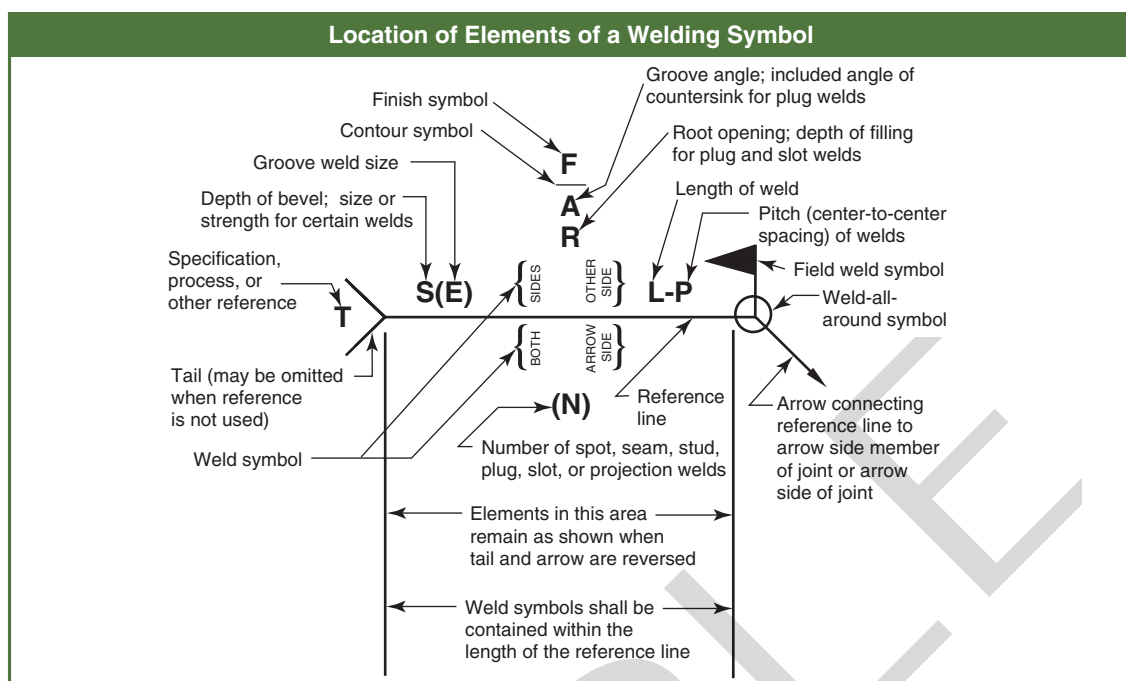 Location of Elements of a Welding Symbol
Finish symbol
Contour symbol
Groove weld size
Depth of bevel; size or
strength for certain welds
Specification,
process, or
other reference
Tail (may be omitted
when reference
is not used)
Weld symbol
Groove angle; included angle of
countersink for plug welds
Root opening; depth of filling
for plug and slot welds
Length of weld
Pitch (center-to-center
spacing) of welds
Field weld symbol
Weld-all-
around symbol
F
A
R
T
S(E)
SIDES
OTHER
SIDE
L-P
BOTH
ARROW
SIDE
(N)
Reference
line
Number of spot, seam, stud,
plug, slot, or projection welds
Arrow connecting
reference line to
arrow side member
of joint or arrow
side of joint
Elements in this area
remain as shown when
tail and arrow are reversed
Weld symbols shall be
contained within the
length of the reference line